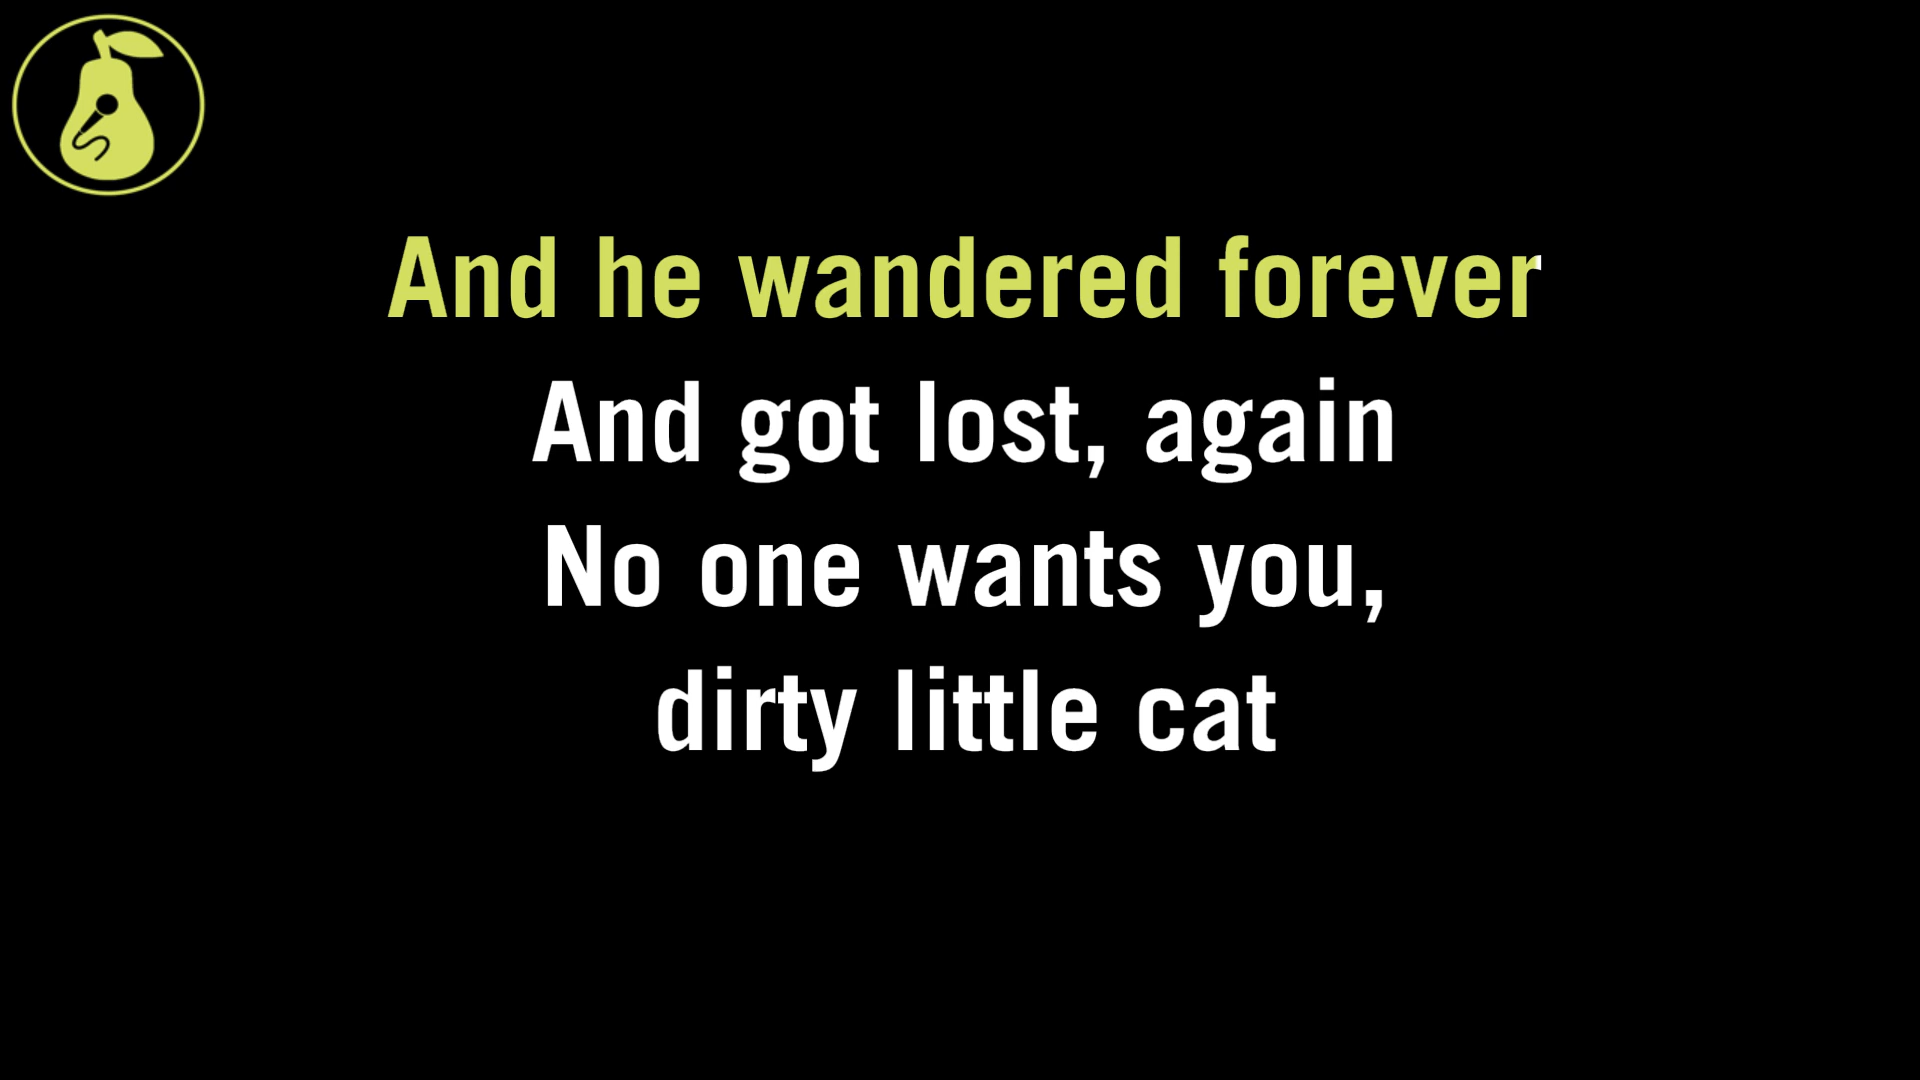 And he wandered forever
And got lost, again
No one wants you,
dirty little cat